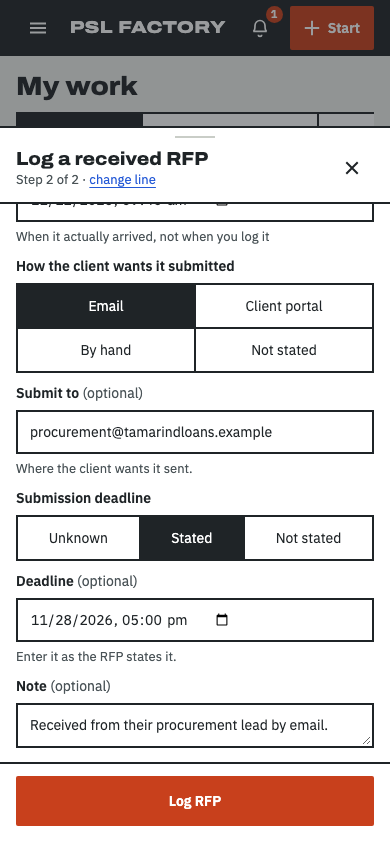 PSL FACTORY
1
Start
My work
Log a received RFP
Step 2 of 2 · change line
When it actually arrived, not when you log it
How the client wants it submitted
Email
Client portal
By hand
Not stated
Submit to (optional)
procurement@tamarindloans.example
Where the client wants it sent.
Submission deadline
Unknown
Stated
Not stated
Deadline (optional)
11/28/2026, 05:00 pm
Enter it as the RFP states it.
Note (optional)
Received from their procurement lead by email.
Log RFP